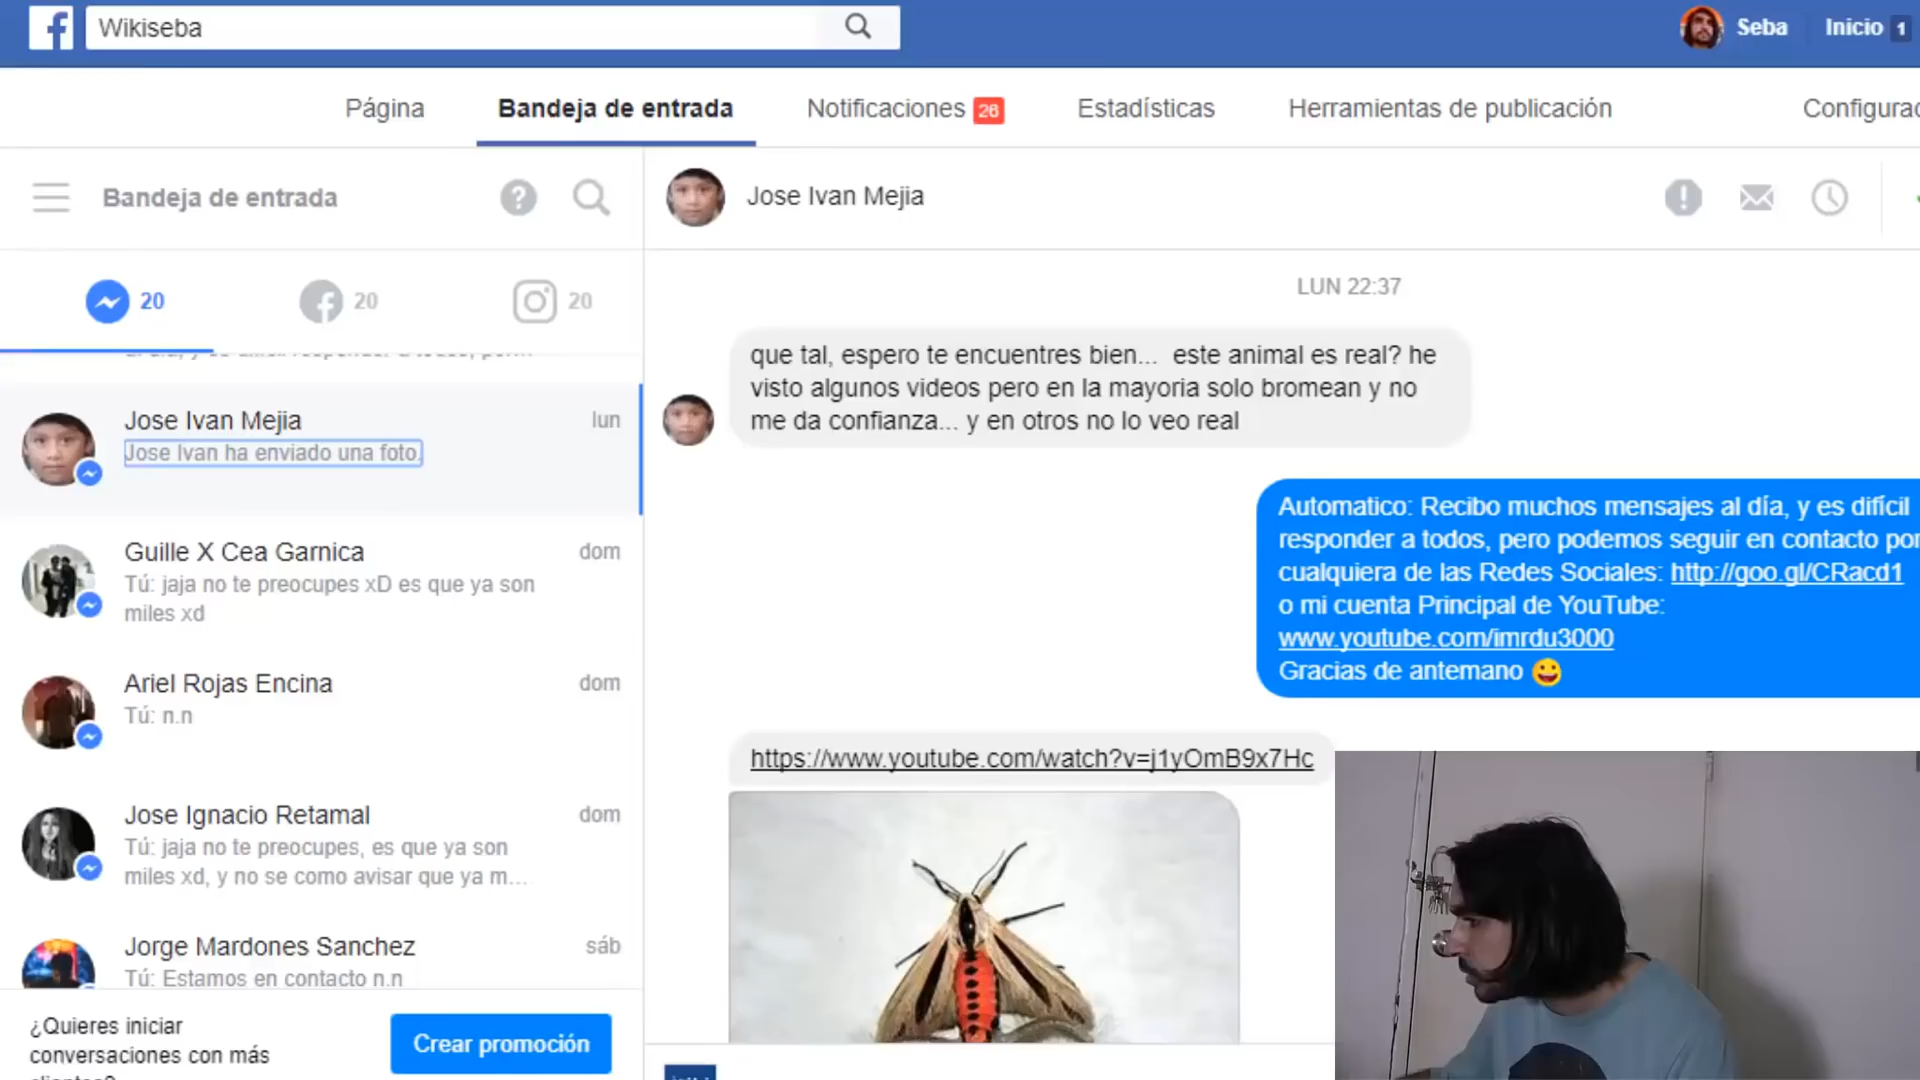 Wikiseba
Seba
Inicio 1
Página
Bandeja de entrada
Notificaciones 26
Estadísticas
Herramientas de publicación
Bandeja de entrada
20
20
20
Jose Ivan Mejia
lun
Jose Ivan ha enviado una foto.
Guille X Cea Garnica
dom
Tú: jaja no te preocupes xD es que ya son
miles xd
Ariel Rojas Encina
dom
Tú: n.n
Jose Ignacio Retamal
dom
Tú: jaja no te preocupes, es que ya son
miles xd, y no se como avisar que ya m...
Jorge Mardones Sanchez
sáb
Tú: Estamos en contacto n.n
¿Quieres iniciar
conversaciones con más
Crear promoción
Jose Ivan Mejia
LUN 22:37
que tal, espero te encuentres bien... este animal es real? he
visto algunos videos pero en la mayoria solo bromean y no
me da confianza... y en otros no lo veo real
Automatico: Recibo muchos mensajes al día, y es difícil
responder a todos, pero podemos seguir en contacto por
cualquiera de las Redes Sociales: http://goo.gl/CRacd1
o mi cuenta Principal de YouTube:
www.youtube.com/imrdu3000
Gracias de antemano 😀
https://www.youtube.com/watch?v=j1yOmB9x7Hc